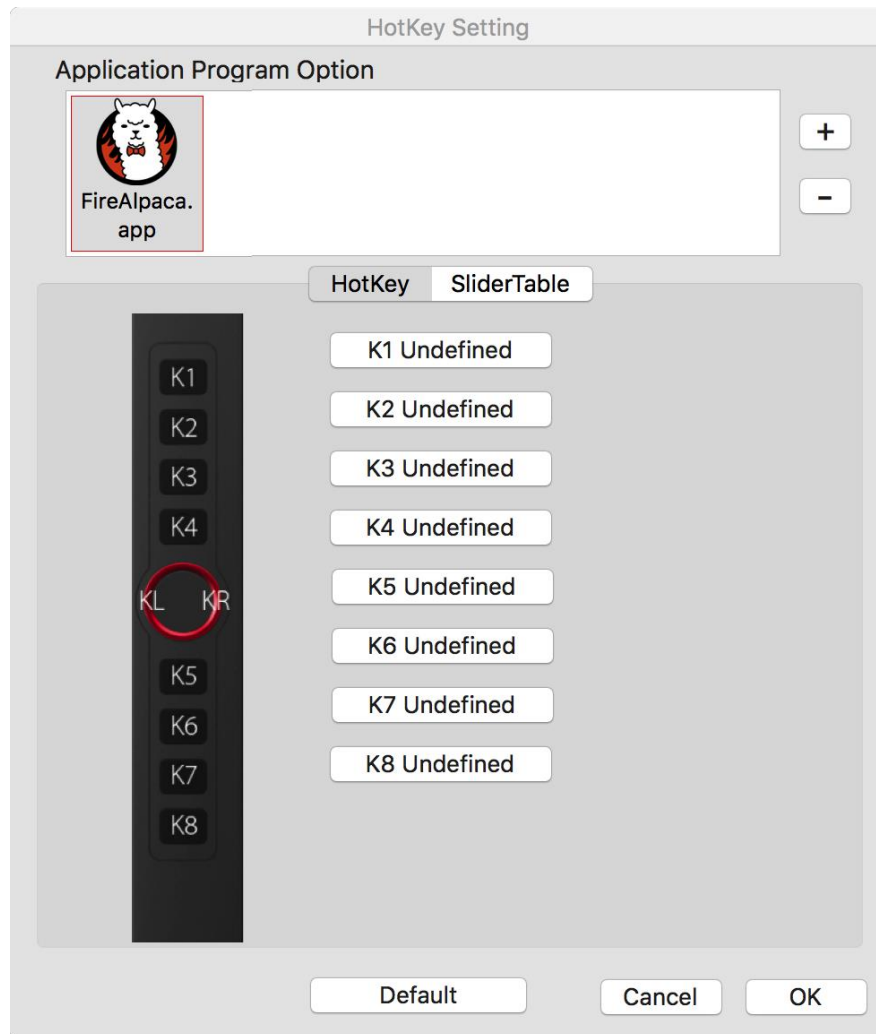 HotKey Setting
Application Program Option
+
FireAlpaca.
app
-
HotKey SliderTable
K1 Undefined
K1
K2 Undefined
K2
K3 Undefined
K3
K4 Undefined
K4
K5 Undefined
KL KR
K6 Undefined
K5
K7 Undefined
K6
K8 Undefined
K7
K8
Default Cancel OK